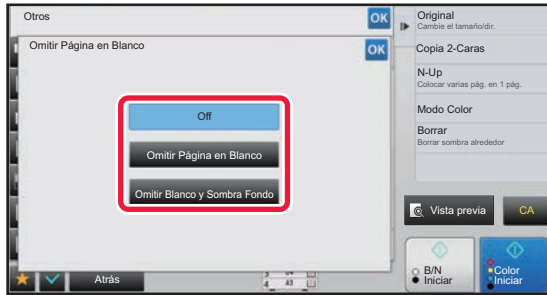 Otros
OK
Omitir Página en Blanco
OK
Off
Omitir Página en Blanco
Omitir Blanco y Sombra Fondo
Original
Cambie el tamaño/dir.
Copia 2-Caras
N-Up
Colocar varias pág. en 1 pág.
Modo Color
Borrar
Borrar sombra alrededor
Vista previa
CA
B/N
Iniciar
Color
Iniciar
Atrás
4 A3